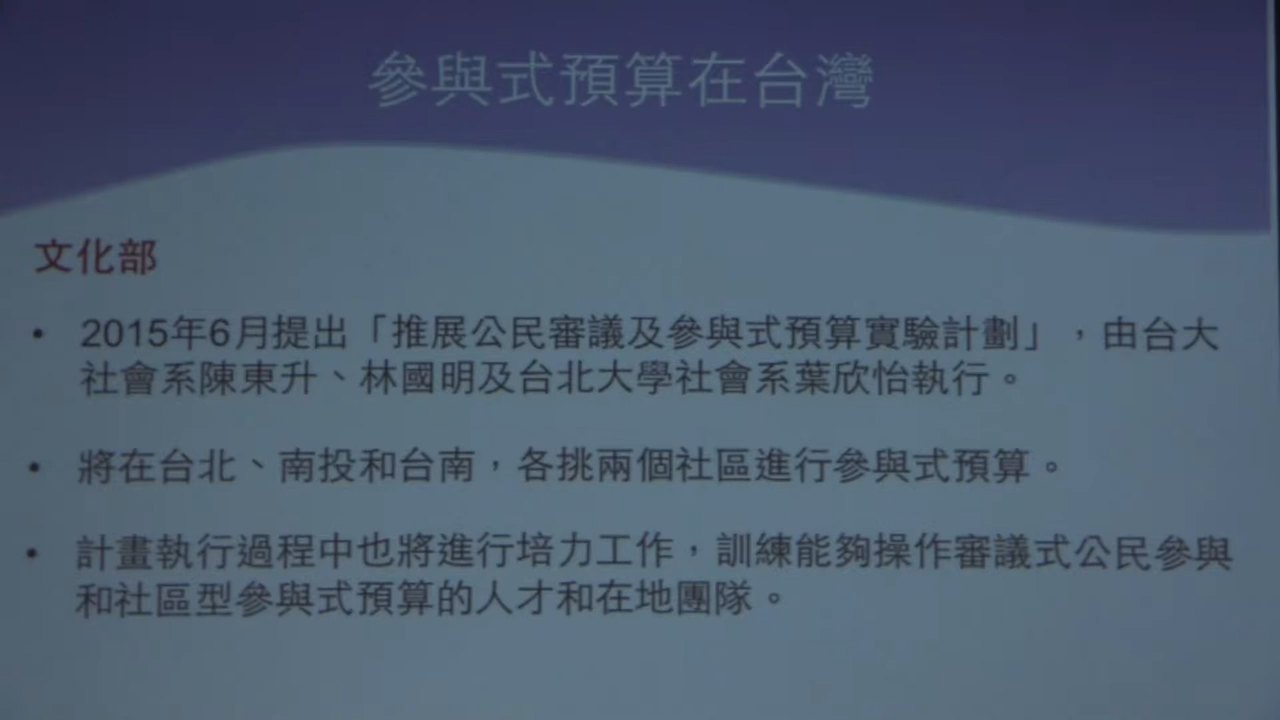 參與式預算在台灣
文化部
• 2015年6月提出「推展公民審議及參與式預算實驗計劃」，由台大
社會系陳東升、林國明及台北大學社會系葉欣怡執行。
• 將在台北、南投和台南，各挑兩個社區進行參與式預算。
• 計畫執行過程中也將進行培力工作，訓練能夠操作審議式公民參與
和社區型參與式預算的人才和在地團隊。